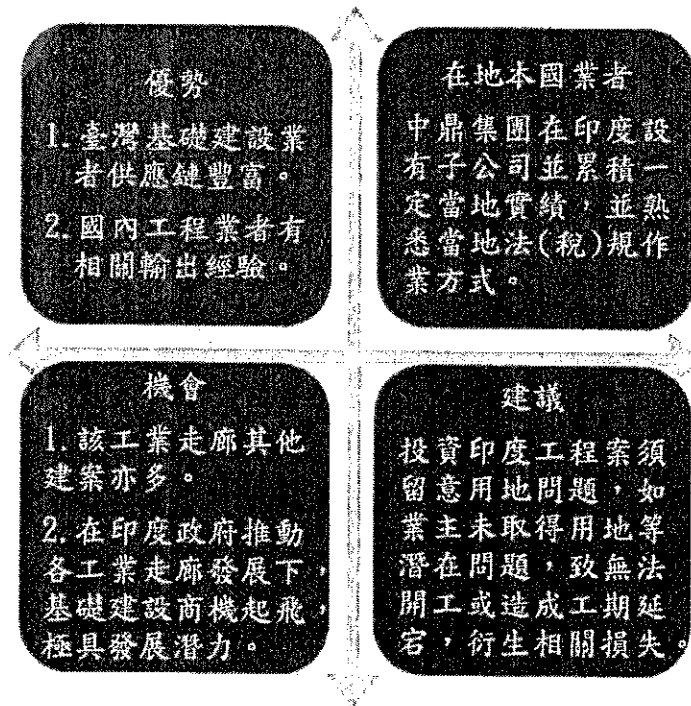 優勢
1. 臺灣基礎建設業
者供應鏈豐富。
2. 國內工程業者有
相關輸出經驗。
在地本國業者
中鼎集團在印度設
有子公司並累積一
定當地實績，並熟
悉當地法(稅)規作
業方式。
機會
1. 該工業走廊其他
建案亦多。
2. 在印度政府推動
各工業走廊發展下，
基礎建設商機起飛，
極具發展潛力。
建議
投資印度工程案須
留意用地問題，如
業主未取得用地等
潛在問題，致無法
開工或造成工期延
宕，衍生相關損失。